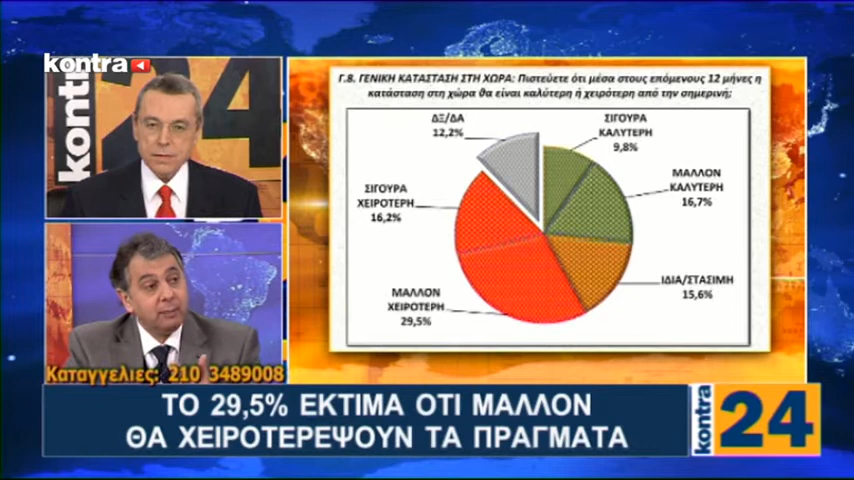 kontra
kontra
24
Γ.8. ΓΕΝΙΚΗ ΚΑΤΑΣΤΑΣΗ ΣΤΗ ΧΩΡΑ: Πιστεύετε ότι μέσα στους επόμενους 12 μήνες η
κατάσταση στη χώρα θα είναι καλύτερη ή χειρότερη από την σημερινή;
ΔΞ/ΔΑ
12,2%
ΣΙΓΟΥΡΑ
ΚΑΛΥΤΕΡΗ
9,8%
ΜΑΛΛΟΝ
ΚΑΛΥΤΕΡΗ
16,7%
ΙΔΙΑ/ΣΤΑΣΙΜΗ
15,6%
ΜΑΛΛΟΝ
ΧΕΙΡΟΤΕΡΗ
29,5%
ΣΙΓΟΥΡΑ
ΧΕΙΡΟΤΕΡΗ
16,2%
Καταγγελιες: 210 3489008
ΤΟ 29,5% ΕΚΤΙΜΑ ΟΤΙ ΜΑΛΛΟΝ
ΘΑ ΧΕΙΡΟΤΕΡΕΨΟΥΝ ΤΑ ΠΡΑΓΜΑΤΑ
kontra
24